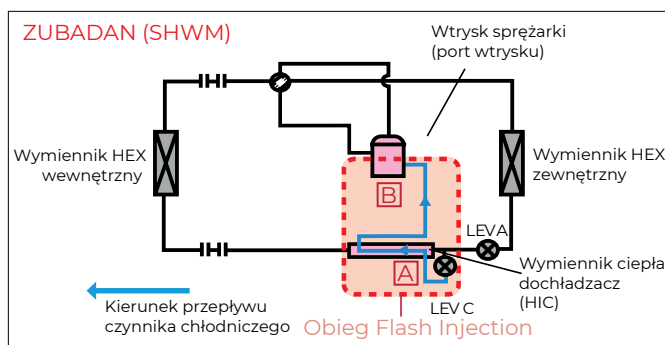 ZUBADAN (SHWM)
Wtrysk sprężarki
(port wtrysku)
Wymiennik HEX
wewnętrzny
Wymiennik HEX
zewnętrzny
B
LEV A
A
Wymiennik ciepła
dochładzacz
(HIC)
LEV C
Kierunek przepływu
czynnika chłodniczego
Obieg Flash Injection